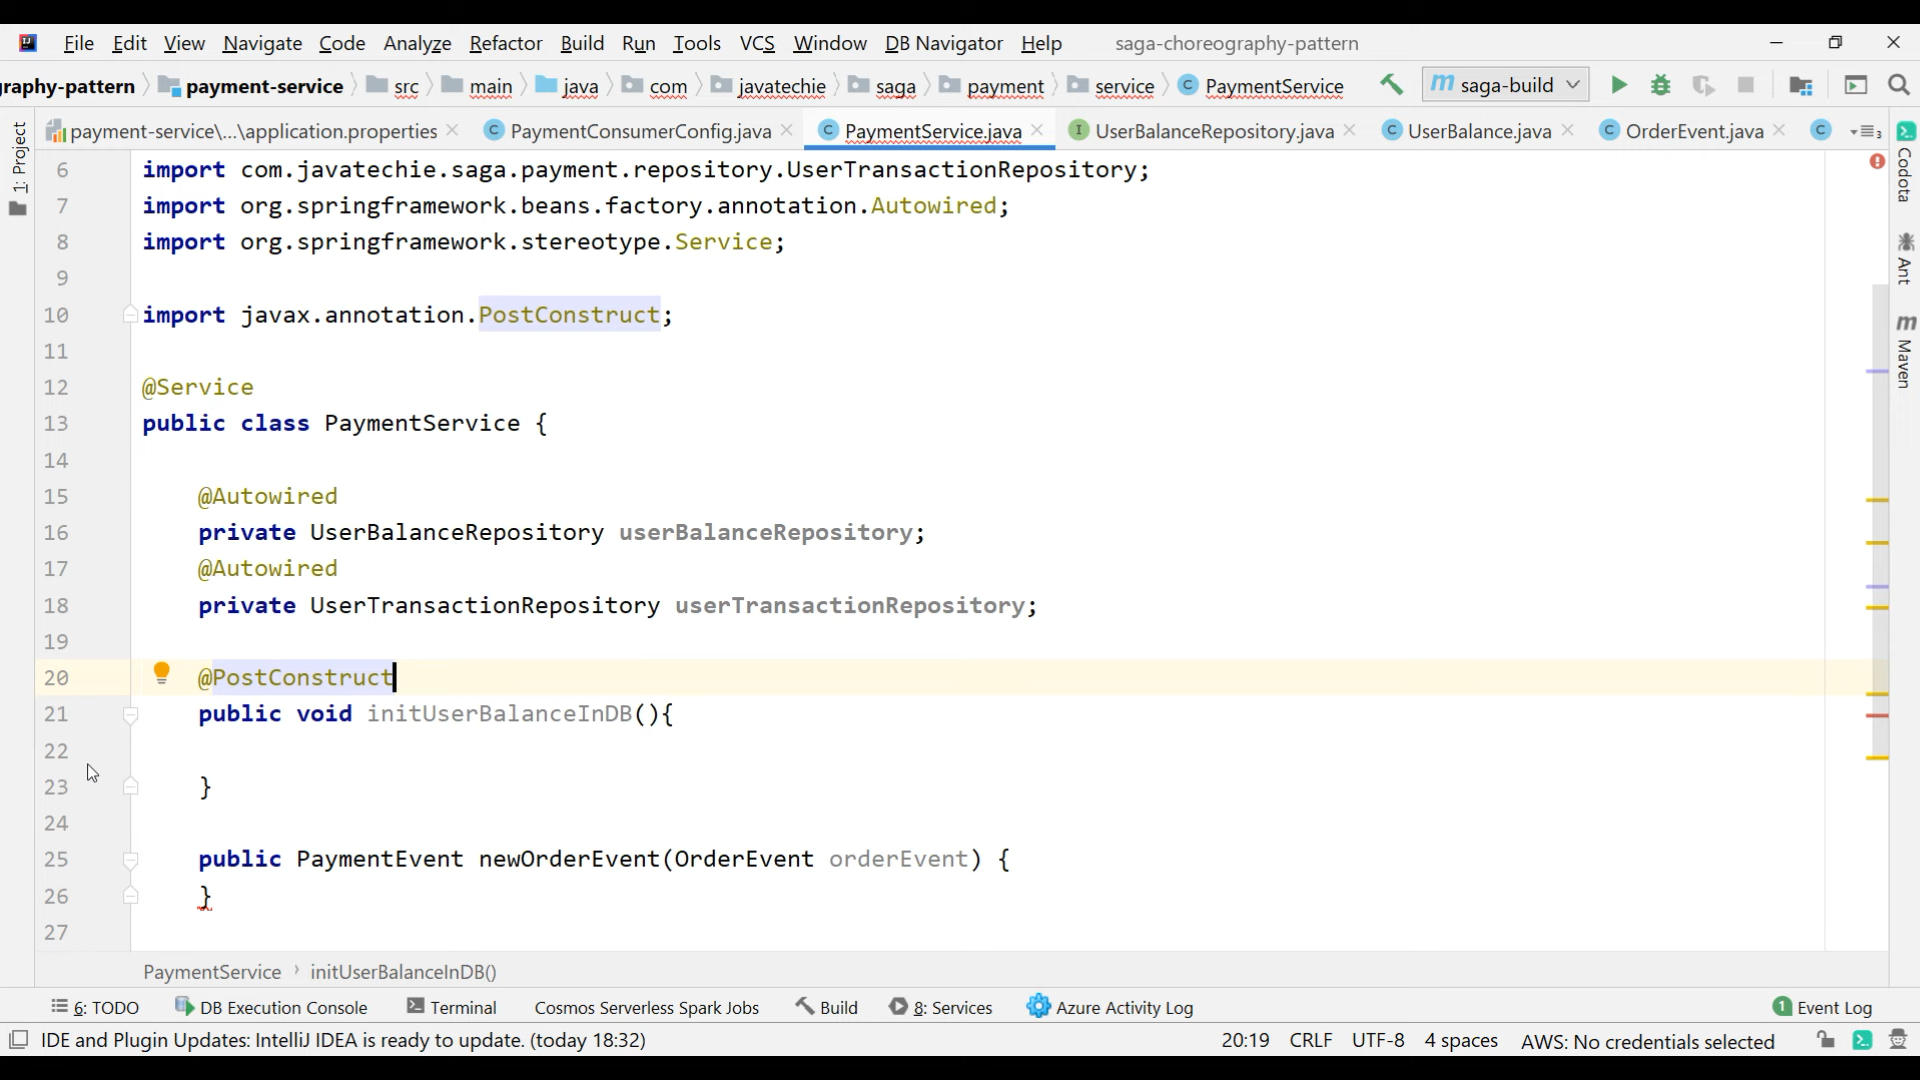 File Edit View Navigate Code Analyze Refactor Build Run Tools VCS Window DB Navigator Help saga-choreography-pattern
raphy-pattern payment-service src main java com javatechie saga payment service PaymentService saga-build
payment-service\...\application.properties PaymentConsumerConfig.java PaymentService.java UserBalanceRepository.java UserBalance.java OrderEvent.java
1: Project
6 import com.javatechie.saga.payment.repository.UserTransactionRepository;
7 import org.springframework.beans.factory.annotation.Autowired;
8 import org.springframework.stereotype.Service;
9
10 import javax.annotation.PostConstruct;
11
12 @Service
13 public class PaymentService {
14
15 @Autowired
16 private UserBalanceRepository userBalanceRepository;
17 @Autowired
18 private UserTransactionRepository userTransactionRepository;
19
20 @PostConstruct
21 public void initUserBalanceInDB(){
22
23 }
24
25 public PaymentEvent newOrderEvent(OrderEvent orderEvent) {
26 }
27
Codota
Ant
Maven
PaymentService › initUserBalanceInDB()
6: TODO DB Execution Console Terminal Cosmos Serverless Spark Jobs Build 8: Services Azure Activity Log 1 Event Log
IDE and Plugin Updates: IntelliJ IDEA is ready to update. (today 18:32) 20:19 CRLF UTF-8 4 spaces AWS: No credentials selected